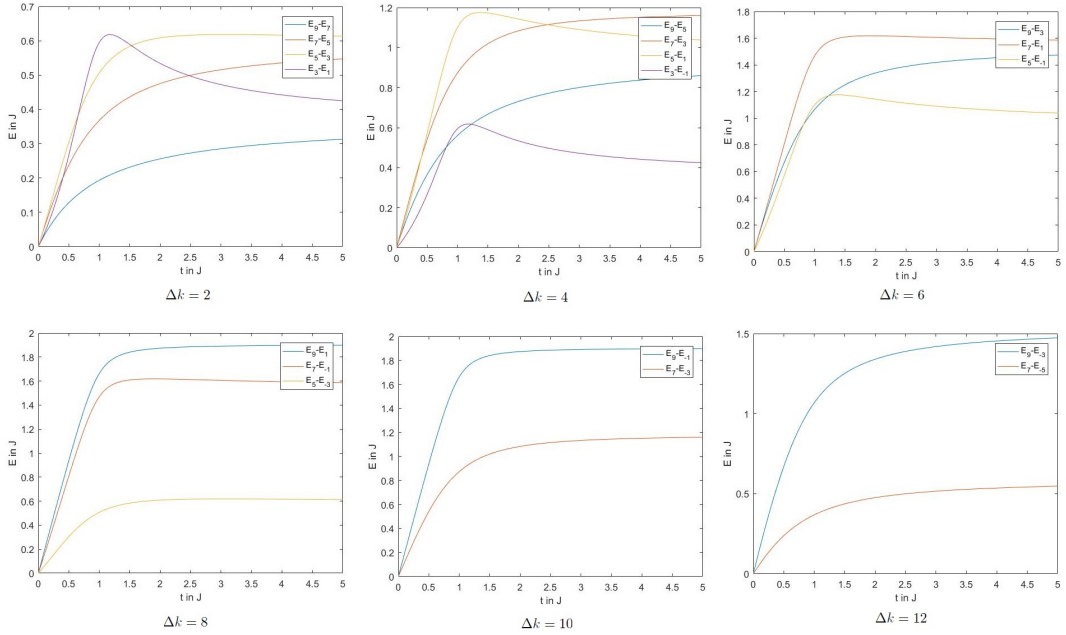 0.7
0.6
0.5
0.4
0.3
0.2
0.1
0
E in J
0 0.5 1 1.5 2 2.5 3 3.5 4 4.5 5
t in J
E9-E7
E7-E5
E5-E3
E3-E1
Δk = 2
1.2
1
0.8
0.6
0.4
0.2
0
E in J
0 0.5 1 1.5 2 2.5 3 3.5 4 4.5 5
t in J
E9-E5
E7-E3
E5-E1
E3-E-1
Δk = 4
1.8
1.6
1.4
1.2
1
0.8
0.6
0.4
0.2
0
E in J
0 0.5 1 1.5 2 2.5 3 3.5 4 4.5 5
t in J
E9-E3
E7-E1
E5-E-1
Δk = 6
2
1.8
1.6
1.4
1.2
1
0.8
0.6
0.4
0.2
0
E in J
0 0.5 1 1.5 2 2.5 3 3.5 4 4.5 5
t in J
E9-E1
E7-E-1
E5-E-3
Δk = 8
2
1.8
1.6
1.4
1.2
1
0.8
0.6
0.4
0.2
0
E in J
0 0.5 1 1.5 2 2.5 3 3.5 4 4.5 5
t in J
E9-E-1
E7-E-3
Δk = 10
1.5
1
0.5
0
E in J
0 0.5 1 1.5 2 2.5 3 3.5 4 4.5 5
t in J
E9-E-3
E7-E-5
Δk = 12